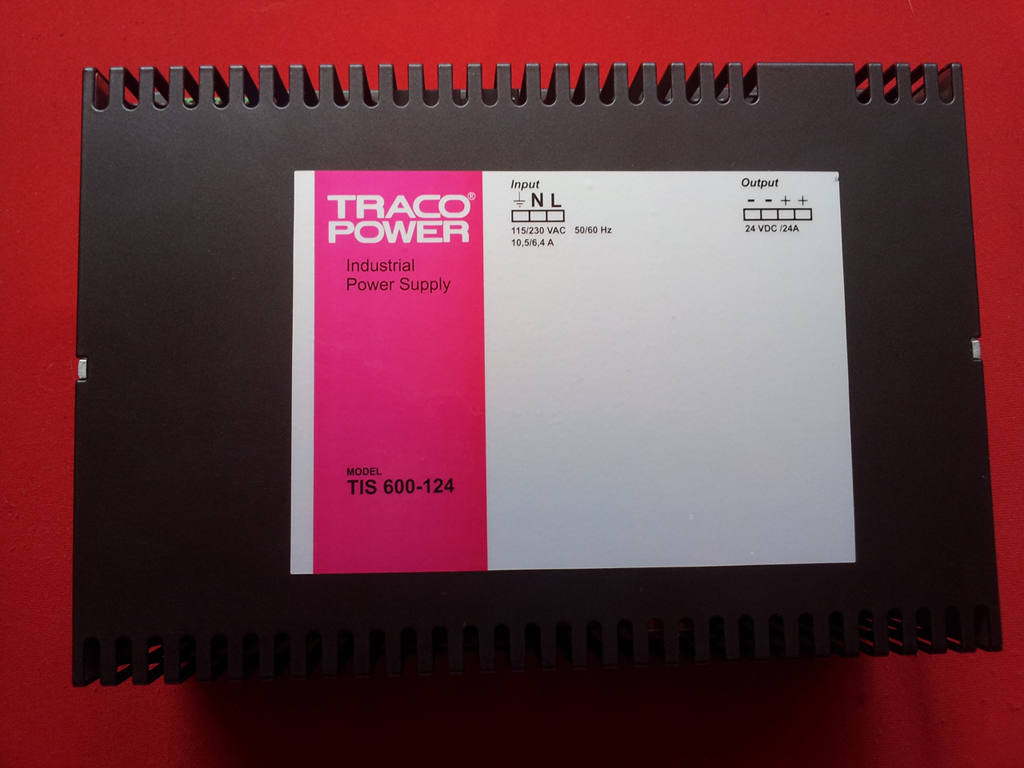 TRACO®
POWER
Industrial
Power Supply
MODEL
TIS 600-124
Input
⏚ N L
115/230 VAC 50/60 Hz
10,5/6,4 A
Output
- - + +
24 VDC /24A